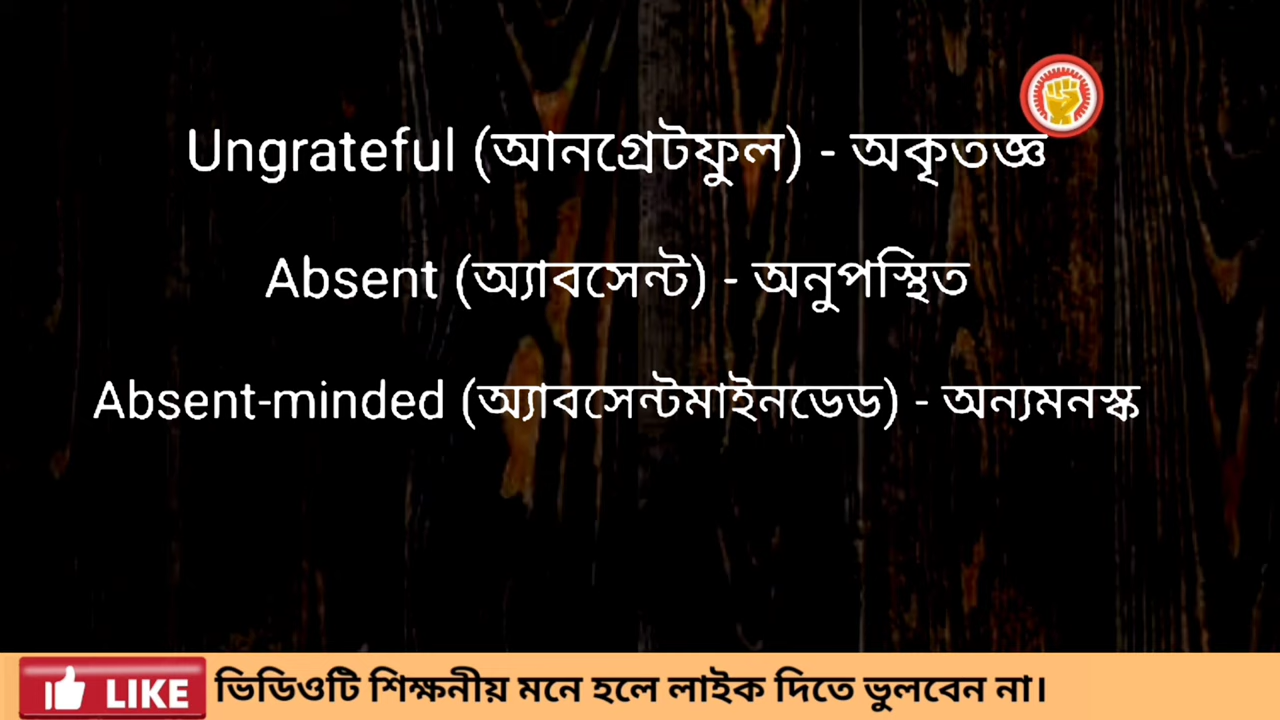 Ungrateful (আনগ্রেটফুল) - অকৃতজ্ঞ
Absent (অ্যাবসেন্ট) - অনুপস্থিত
Absent-minded (অ্যাবসেন্টমাইনডেড) - অন্যমনস্ক
LIKE ভিডিওটি শিক্ষনীয় মনে হলে লাইক দিতে ভুলবেন না।